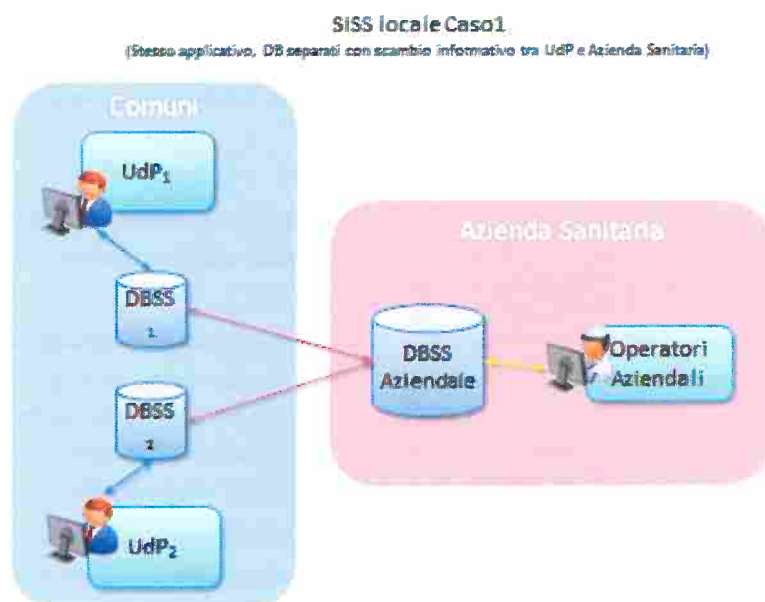 SISS locale Caso1
(Stesso applicativo, DB separati con scambio informativo tra UdP e Azienda Sanitaria)
Comuni
UdP₁
DBSS
1
DBSS
2
UdP₂
Azienda Sanitaria
DBSS
Aziendale
Operatori
Aziendali